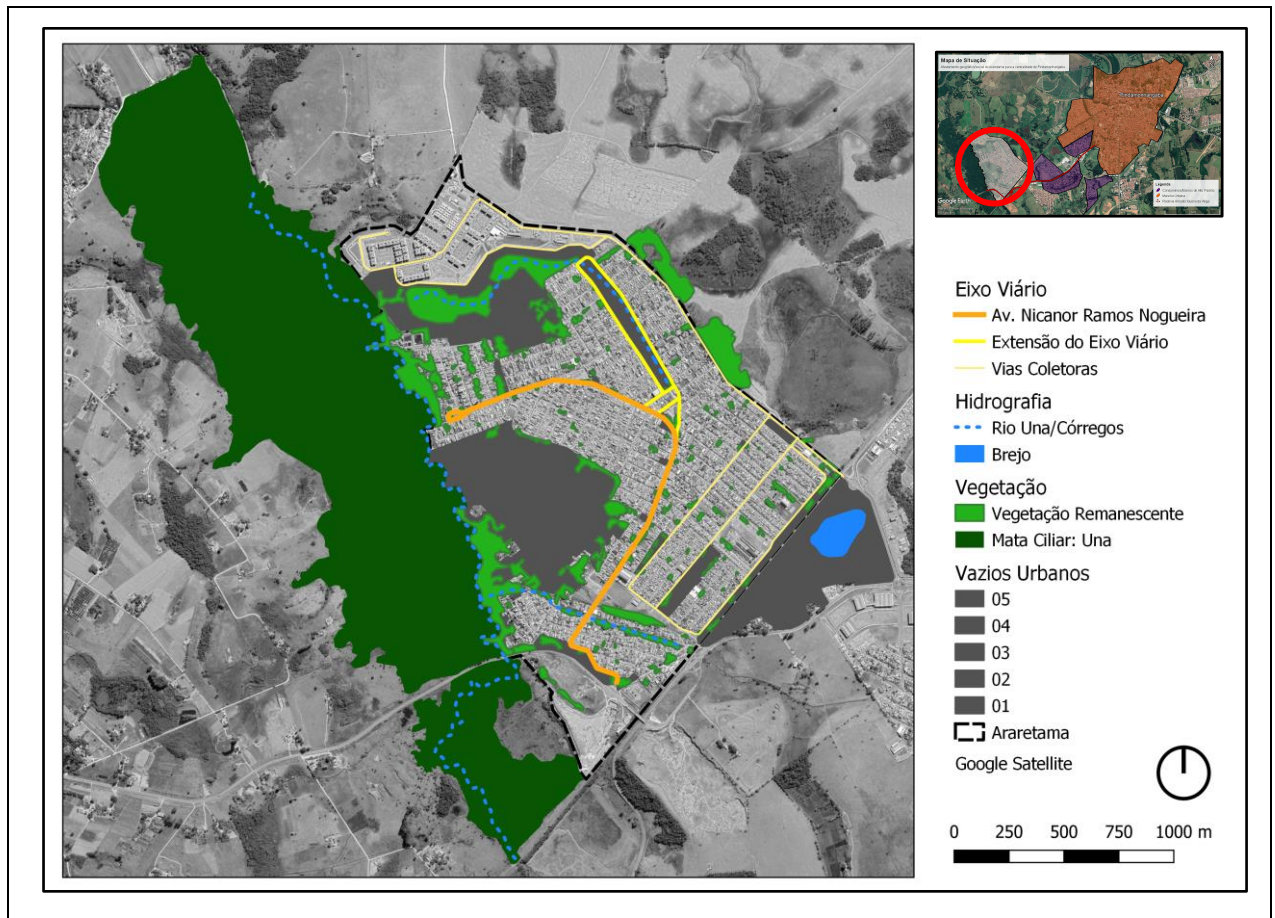 Mapa de Situação
Pindamonhangaba
Legenda
Google Earth
Eixo Viário
Av. Nicanor Ramos Nogueira
Extensão do Eixo Viário
Vias Coletoras
Hidrografia
Rio Una/Córregos
Brejo
Vegetação
Vegetação Remanescente
Mata Ciliar: Una
Vazios Urbanos
05
04
03
02
01
Araretama
Google Satellite
0 250 500 750 1000 m